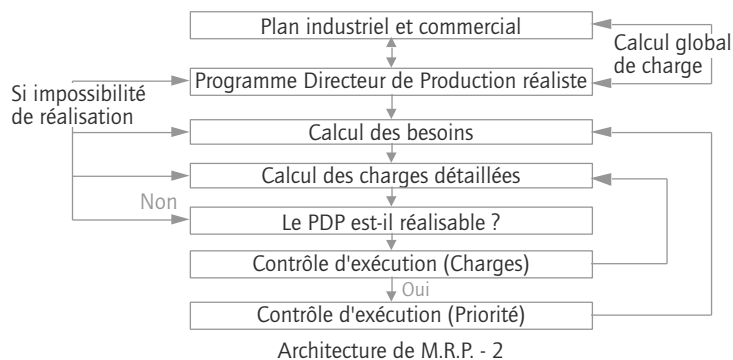 Plan industriel et commercial
Calcul global
de charge
Programme Directeur de Production réaliste
Si impossibilité
de réalisation
Calcul des besoins
Calcul des charges détaillées
Non
Le PDP est-il réalisable ?
Contrôle d'exécution (Charges)
Oui
Contrôle d'exécution (Priorité)
Architecture de M.R.P. - 2